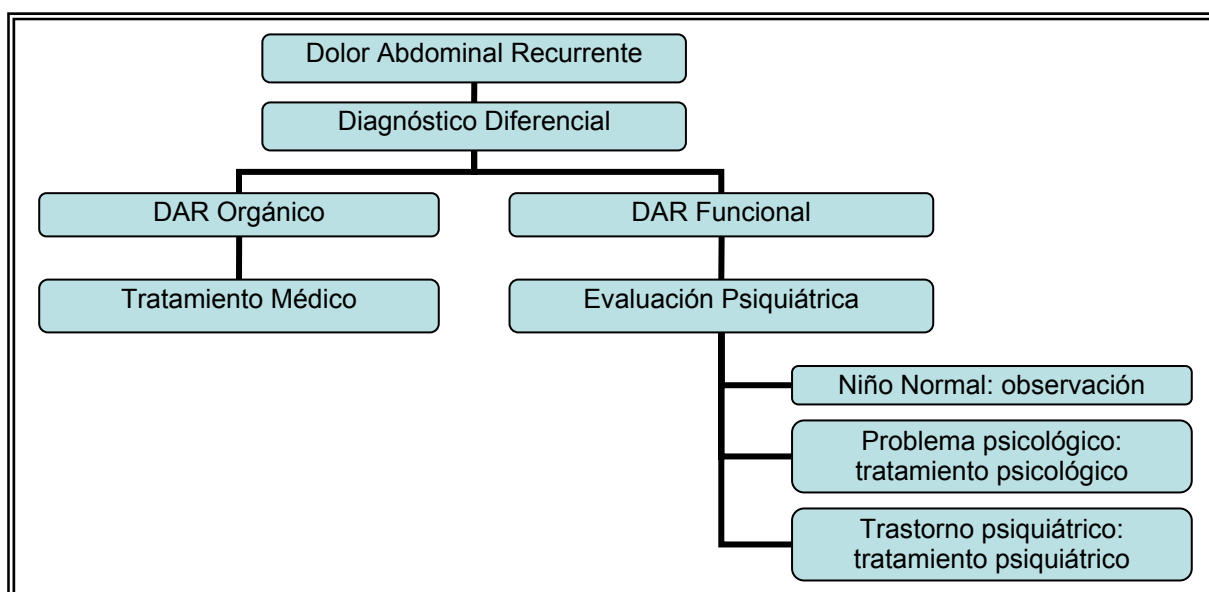 Dolor Abdominal Recurrente
Diagnóstico Diferencial
DAR Orgánico
DAR Funcional
Tratamiento Médico
Evaluación Psiquiátrica
Niño Normal: observación
Problema psicológico:
tratamiento psicológico
Trastorno psiquiátrico:
tratamiento psiquiátrico